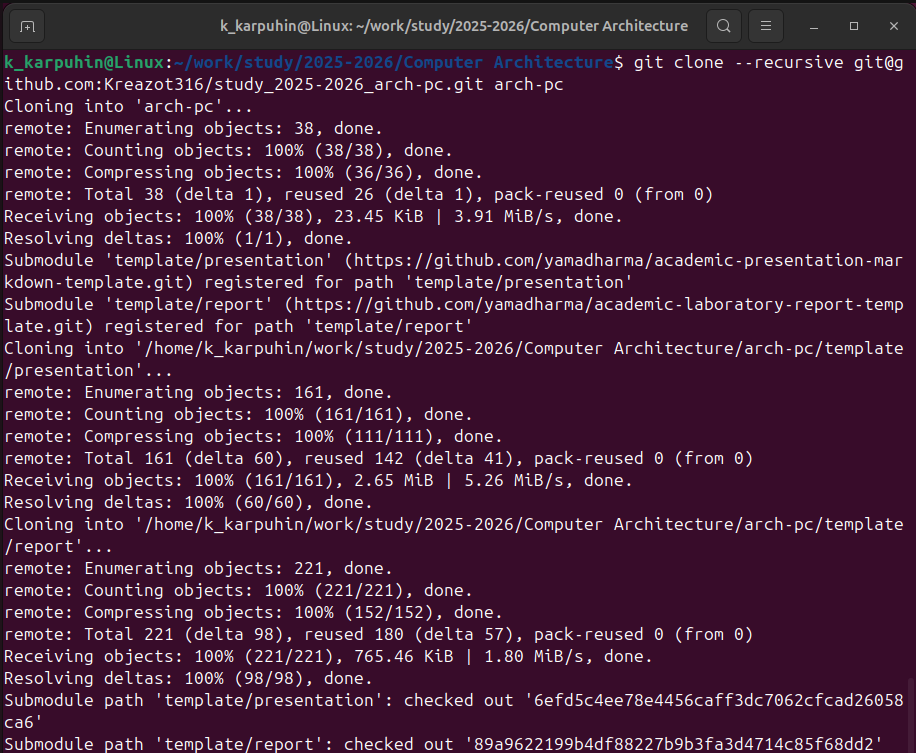 k_karpuhin@Linux: ~/work/study/2025-2026/Computer Architecture
k_karpuhin@Linux:~/work/study/2025-2026/Computer Architecture$ git clone --recursive git@g
ithub.com:Kreazot316/study_2025-2026_arch-pc.git arch-pc
Cloning into 'arch-pc'...
remote: Enumerating objects: 38, done.
remote: Counting objects: 100% (38/38), done.
remote: Compressing objects: 100% (36/36), done.
remote: Total 38 (delta 1), reused 26 (delta 1), pack-reused 0 (from 0)
Receiving objects: 100% (38/38), 23.45 KiB | 3.91 MiB/s, done.
Resolving deltas: 100% (1/1), done.
Submodule 'template/presentation' (https://github.com/yamadharma/academic-presentation-mar
kdown-template.git) registered for path 'template/presentation'
Submodule 'template/report' (https://github.com/yamadharma/academic-laboratory-report-temp
late.git) registered for path 'template/report'
Cloning into '/home/k_karpuhin/work/study/2025-2026/Computer Architecture/arch-pc/template
/presentation'...
remote: Enumerating objects: 161, done.
remote: Counting objects: 100% (161/161), done.
remote: Compressing objects: 100% (111/111), done.
remote: Total 161 (delta 60), reused 142 (delta 41), pack-reused 0 (from 0)
Receiving objects: 100% (161/161), 2.65 MiB | 5.26 MiB/s, done.
Resolving deltas: 100% (60/60), done.
Cloning into '/home/k_karpuhin/work/study/2025-2026/Computer Architecture/arch-pc/template
/report'...
remote: Enumerating objects: 221, done.
remote: Counting objects: 100% (221/221), done.
remote: Compressing objects: 100% (152/152), done.
remote: Total 221 (delta 98), reused 180 (delta 57), pack-reused 0 (from 0)
Receiving objects: 100% (221/221), 765.46 KiB | 1.80 MiB/s, done.
Resolving deltas: 100% (98/98), done.
Submodule path 'template/presentation': checked out '6efd5c4ee78e4456caff3dc7062cfcad26058
ca6'
Submodule path 'template/report': checked out '89a9622199b4df88227b9b3fa3d4714c85f68dd2'